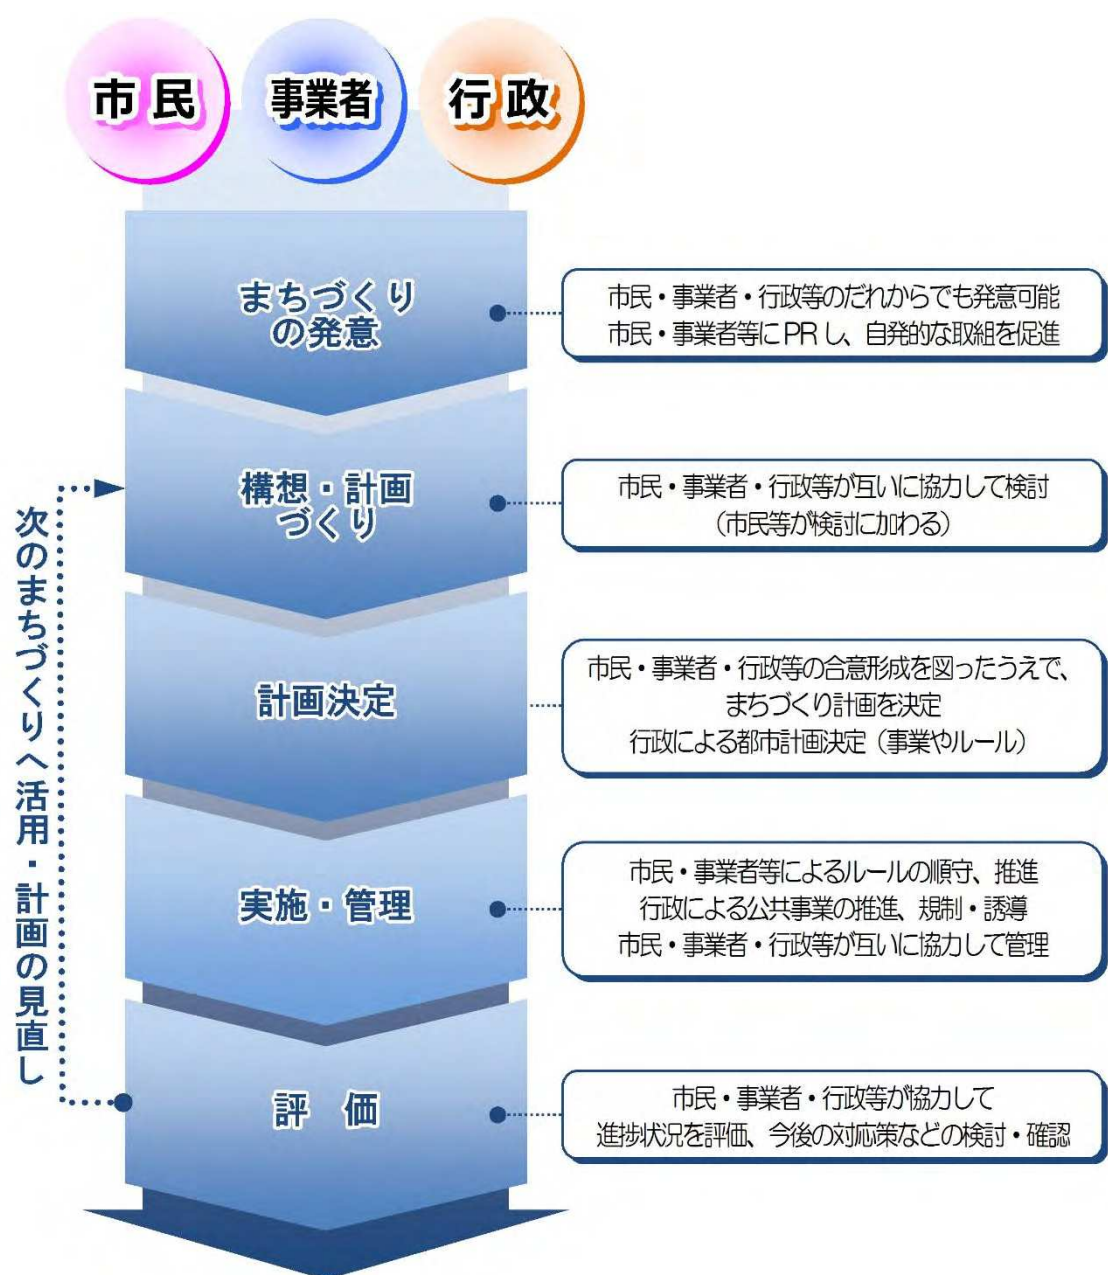 市民
事業者
行政
まちづくり
の発意
市民・事業者・行政等のだれからでも発意可能
市民・事業者等にPRし、自発的な取組を促進
構想・計画
づくり
市民・事業者・行政等が互いに協力して検討
（市民等が検討に加わる）
計画決定
市民・事業者・行政等の合意形成を図ったうえで、
まちづくり計画を決定
行政による都市計画決定（事業やルール）
実施・管理
市民・事業者等によるルールの順守、推進
行政による公共事業の推進、規制・誘導
市民・事業者・行政等が互いに協力して管理
評　価
市民・事業者・行政等が協力して
進捗状況を評価、今後の対応策などの検討・確認
次のまちづくりへ活用・計画の見直し